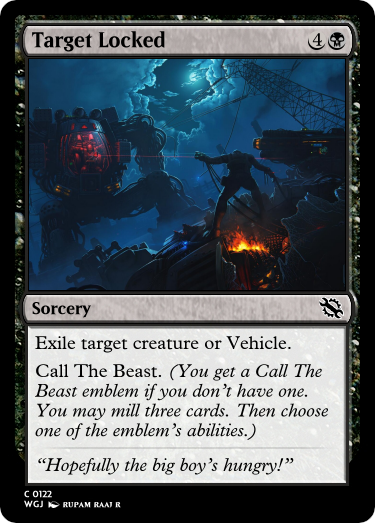 Target Locked 4
Sorcery
Exile target creature or Vehicle.
Call The Beast. (You get a Call The
Beast emblem if you don't have one.
You may mill three cards. Then choose
one of the emblem's abilities.)
"Hopefully the big boy's hungry!"
C 0122
WGJ RUPAM RAAJ R